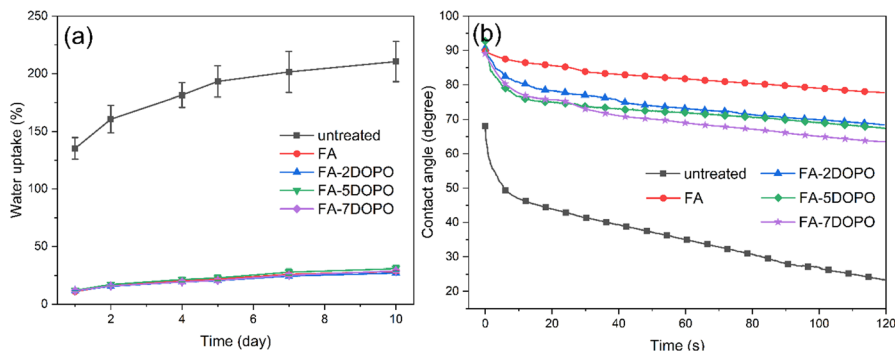 (a)
250
200
150
100
50
0
Water uptake (%)
untreated
FA
FA-2DOPO
FA-5DOPO
FA-7DOPO
2
4
6
8
10
Time (day)
(b)
100
90
80
70
60
50
40
30
20
Contact angle (degree)
untreated
FA
FA-2DOPO
FA-5DOPO
FA-7DOPO
0
20
40
60
80
100
120
Time (s)